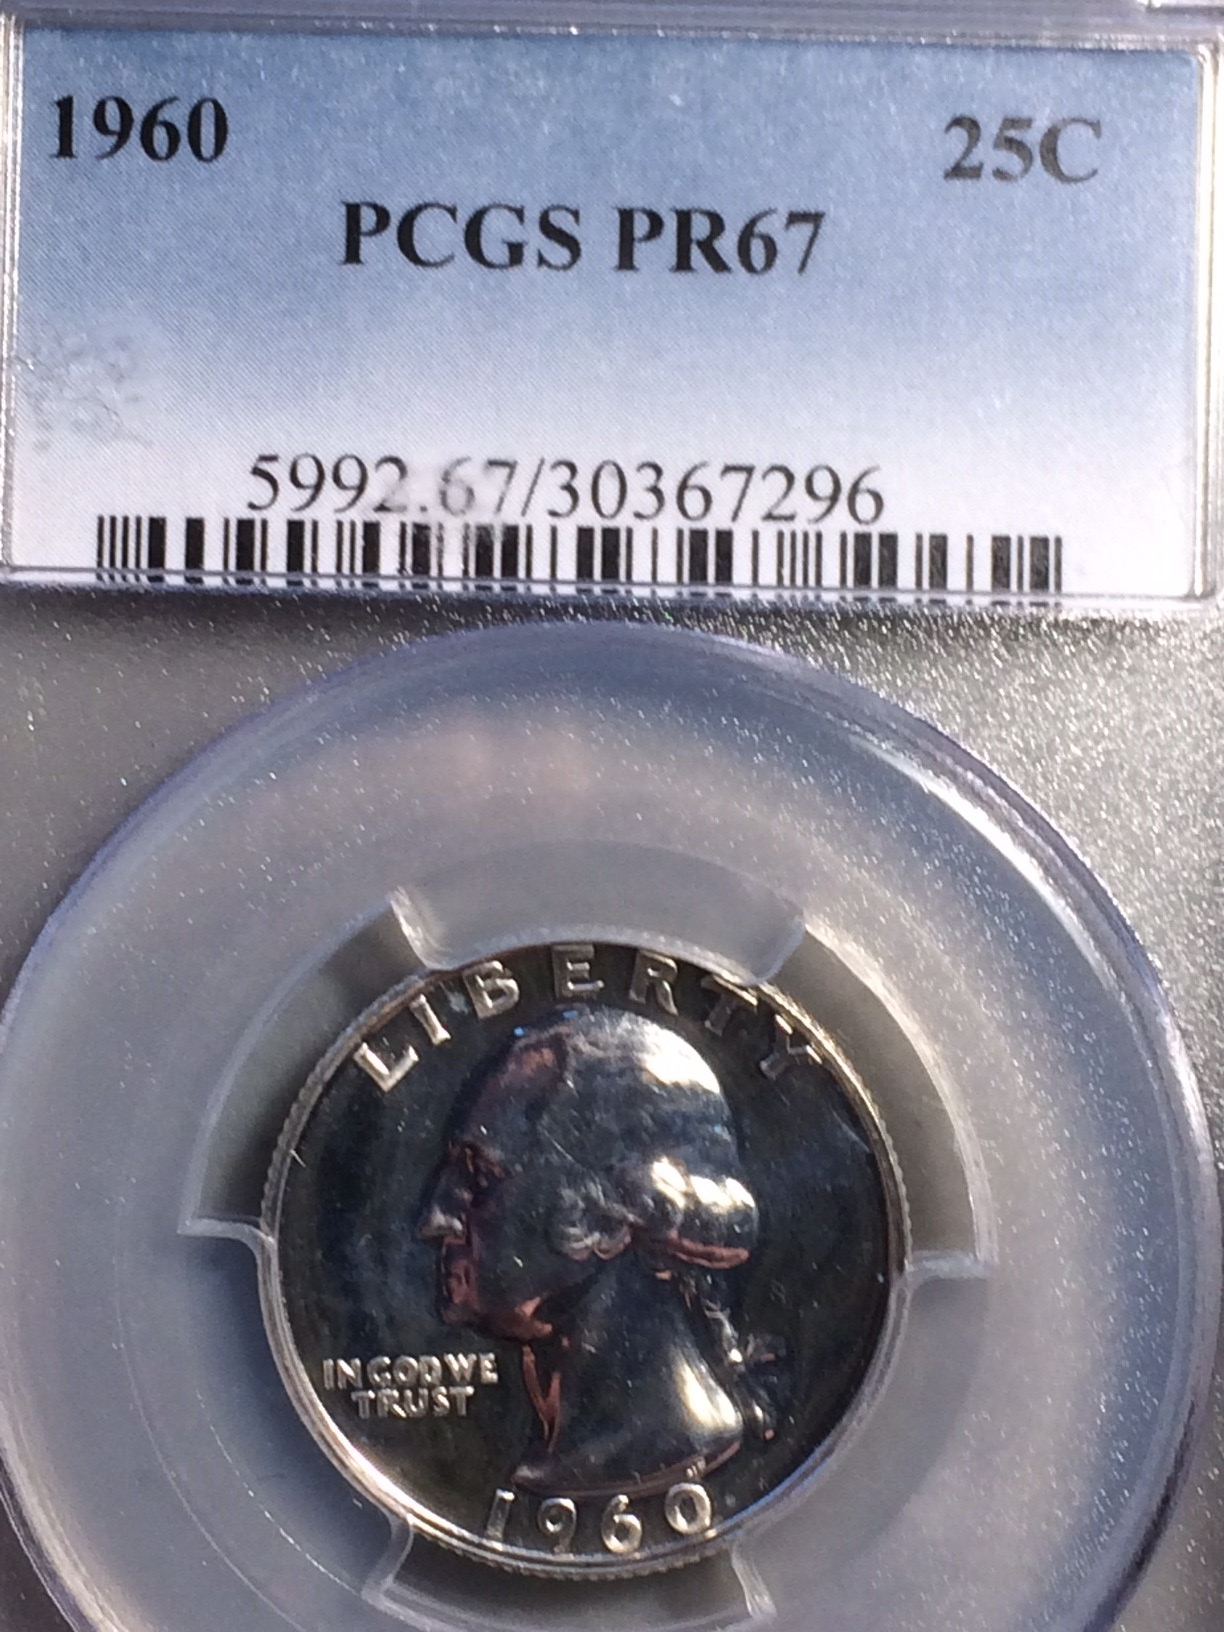 1960 25C
PCGS PR67
5992.67/30367296
LIBERTY
IN GOD WE
TRUST
1960